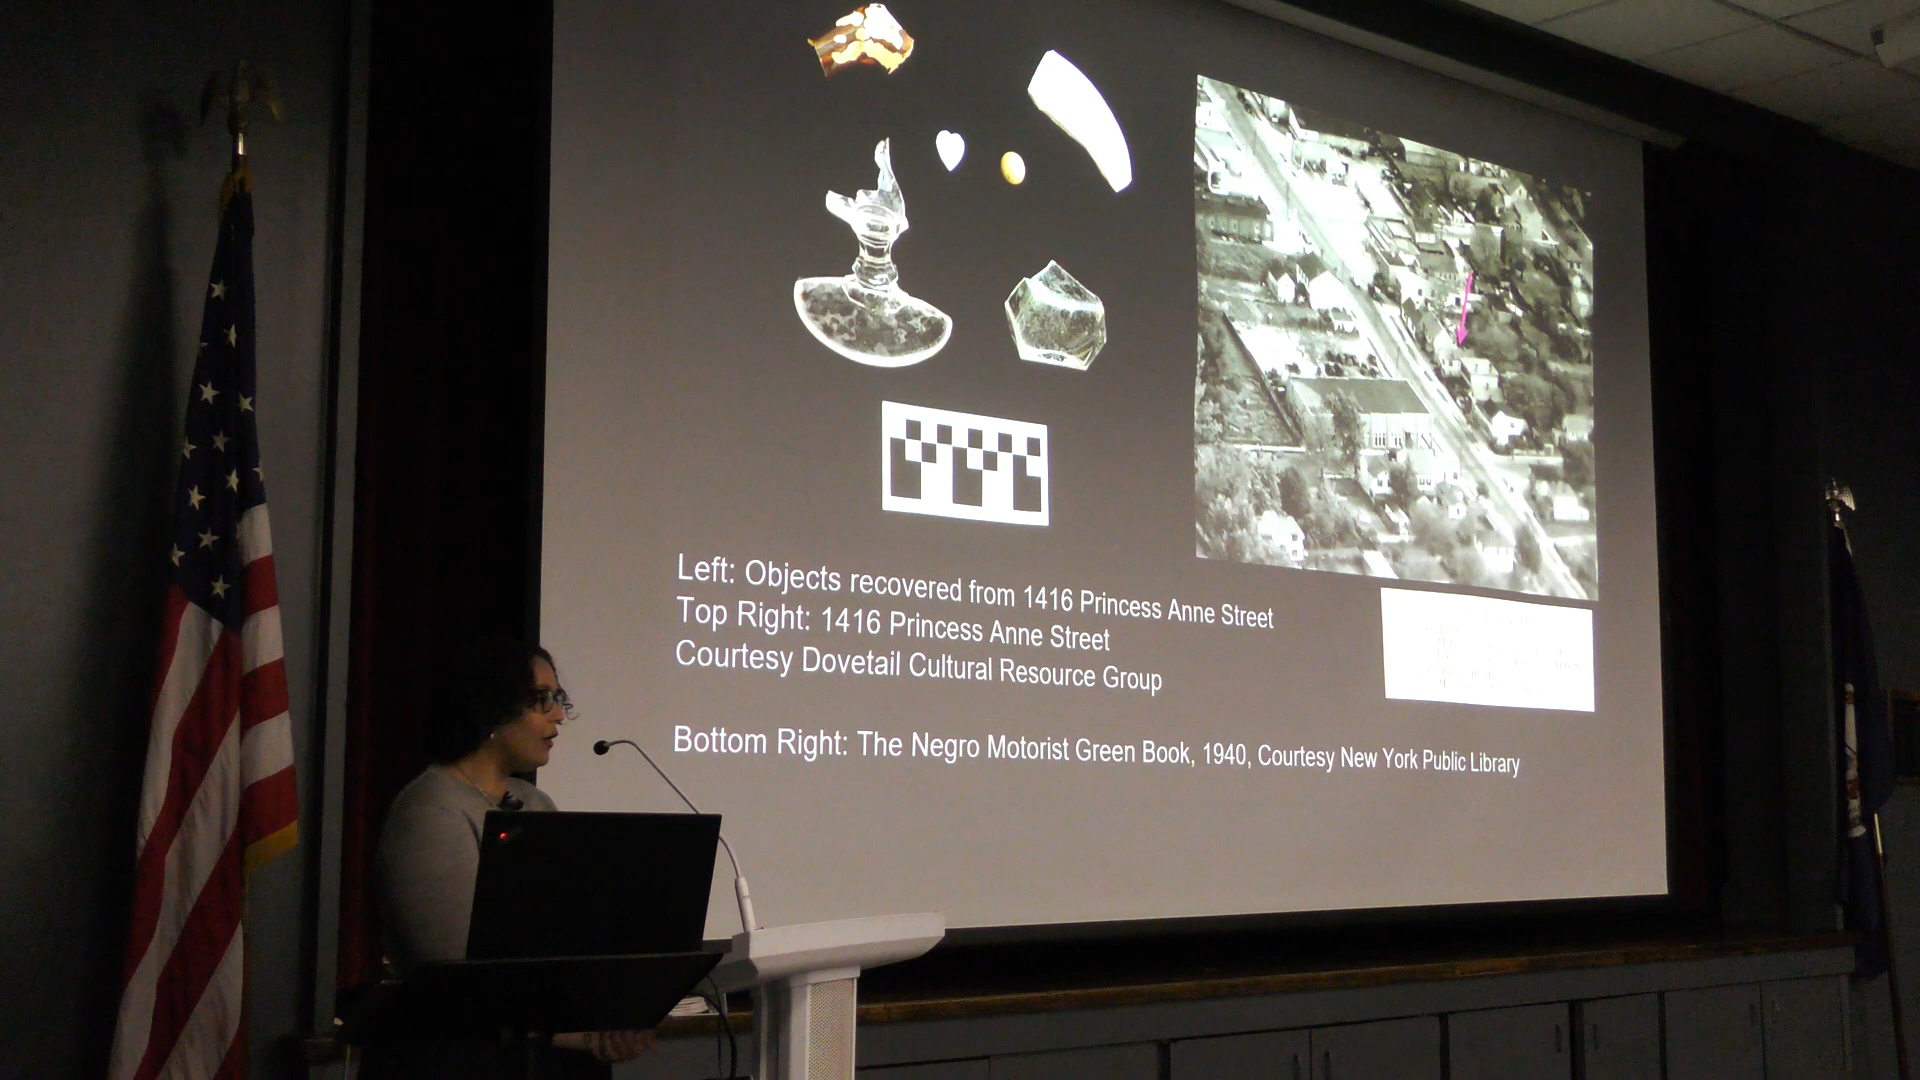 Left: Objects recovered from 1416 Princess Anne Street
Top Right: 1416 Princess Anne Street
Courtesy Dovetail Cultural Resource Group
Bottom Right: The Negro Motorist Green Book, 1940, Courtesy New York Public Library